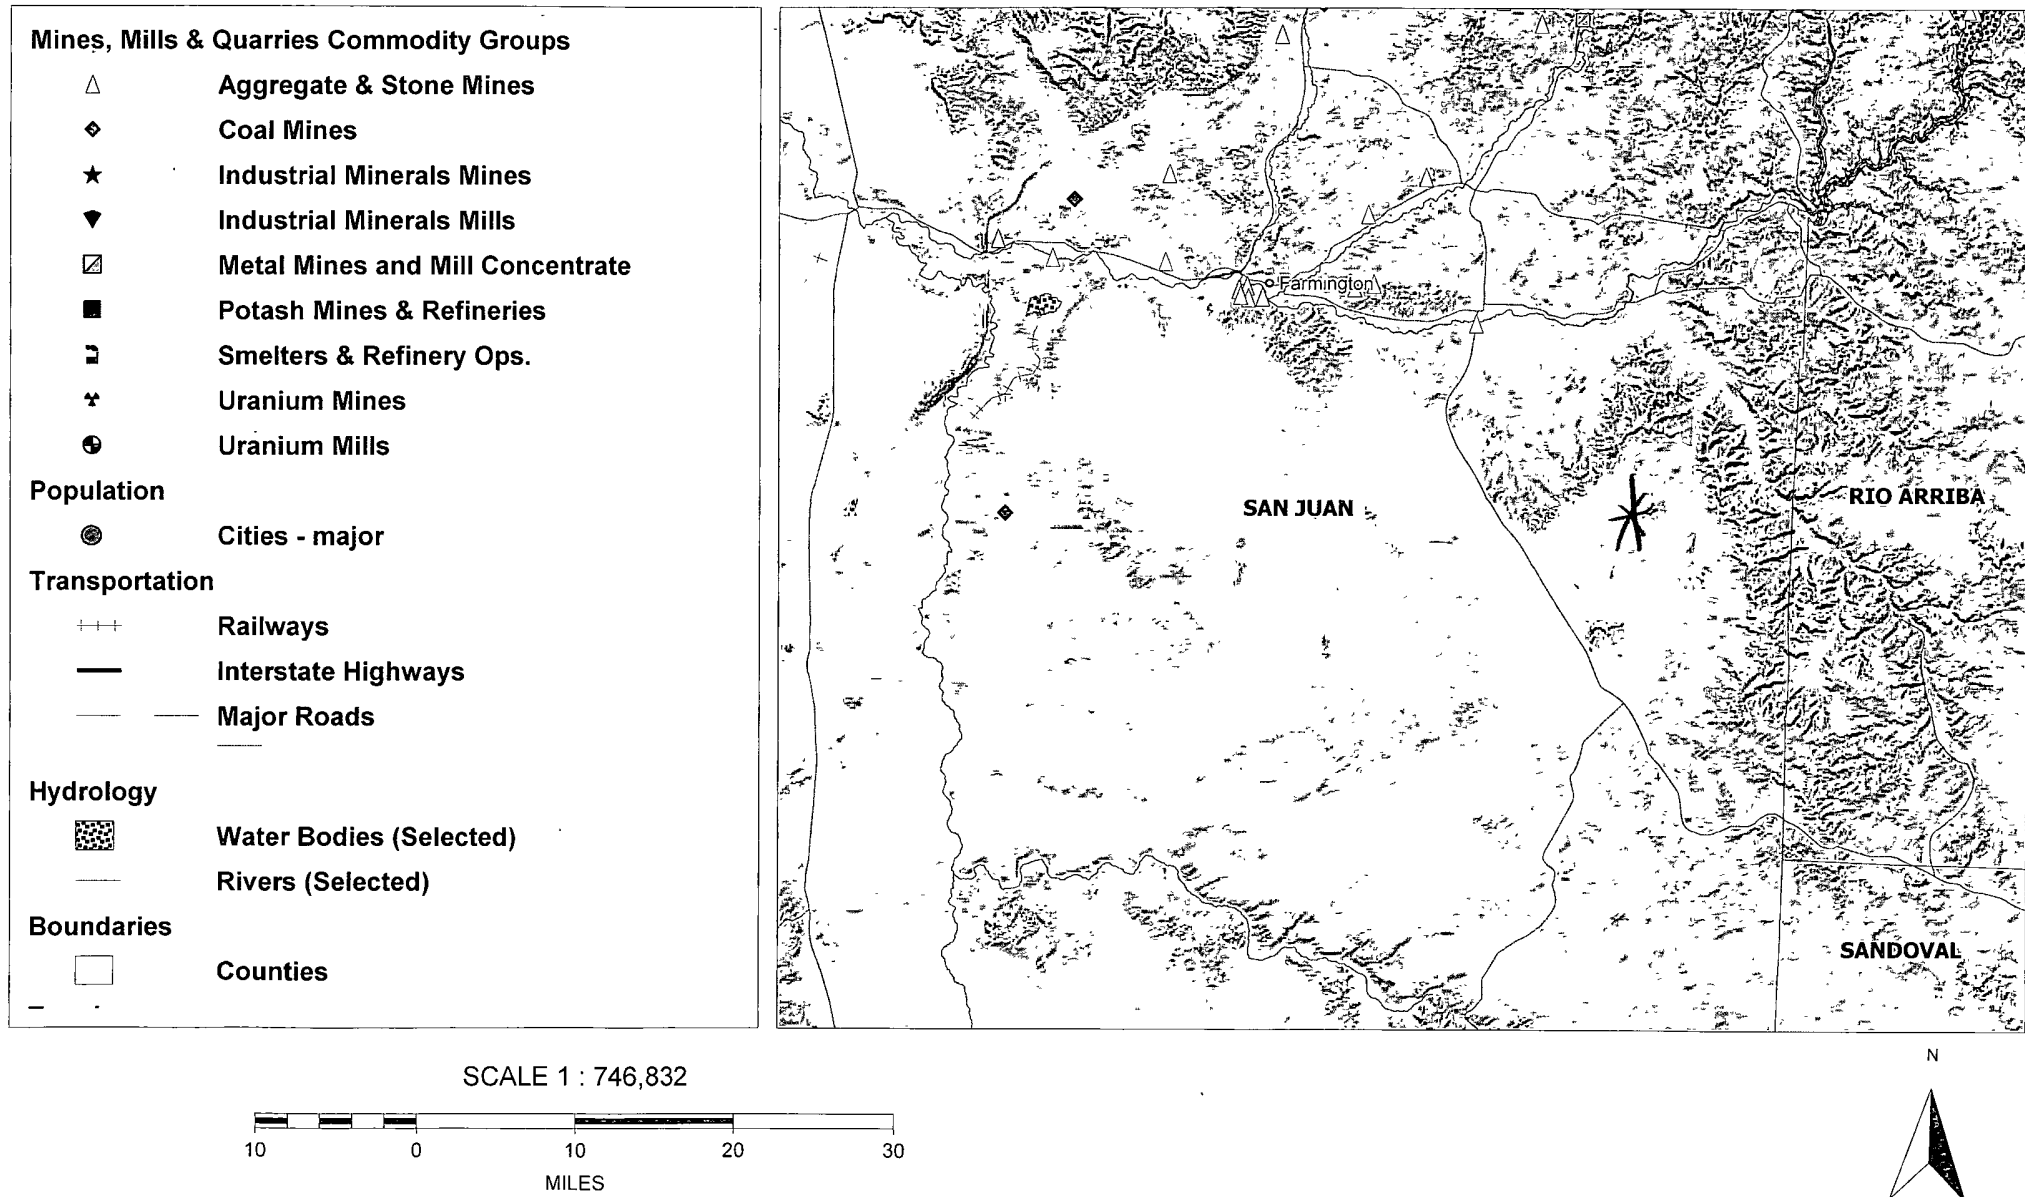 Mines, Mills & Quarries Commodity Groups
Aggregate & Stone Mines
Coal Mines
Industrial Minerals Mines
Industrial Minerals Mills
Metal Mines and Mill Concentrate
Potash Mines & Refineries
Smelters & Refinery Ops.
Uranium Mines
Uranium Mills
Population
Cities - major
Transportation
Railways
Interstate Highways
Major Roads
Hydrology
Water Bodies (Selected)
Rivers (Selected)
Boundaries
Counties
Farmington
SAN JUAN
RIO ARRIBA
SANDOVAL
SCALE 1 : 746,832
10 0 10 20 30
MILES
N